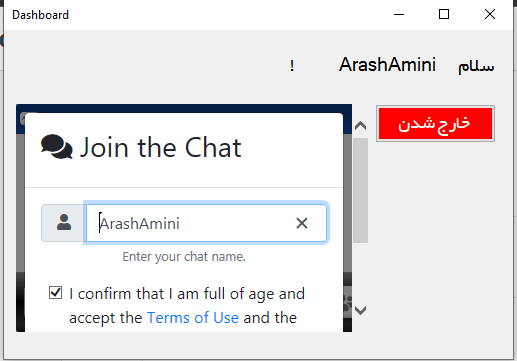 Dashboard
سلام ArashAmini !
خارج شدن
Join the Chat
ArashAmini
Enter your chat name.
I confirm that I am full of age and
accept the Terms of Use and the